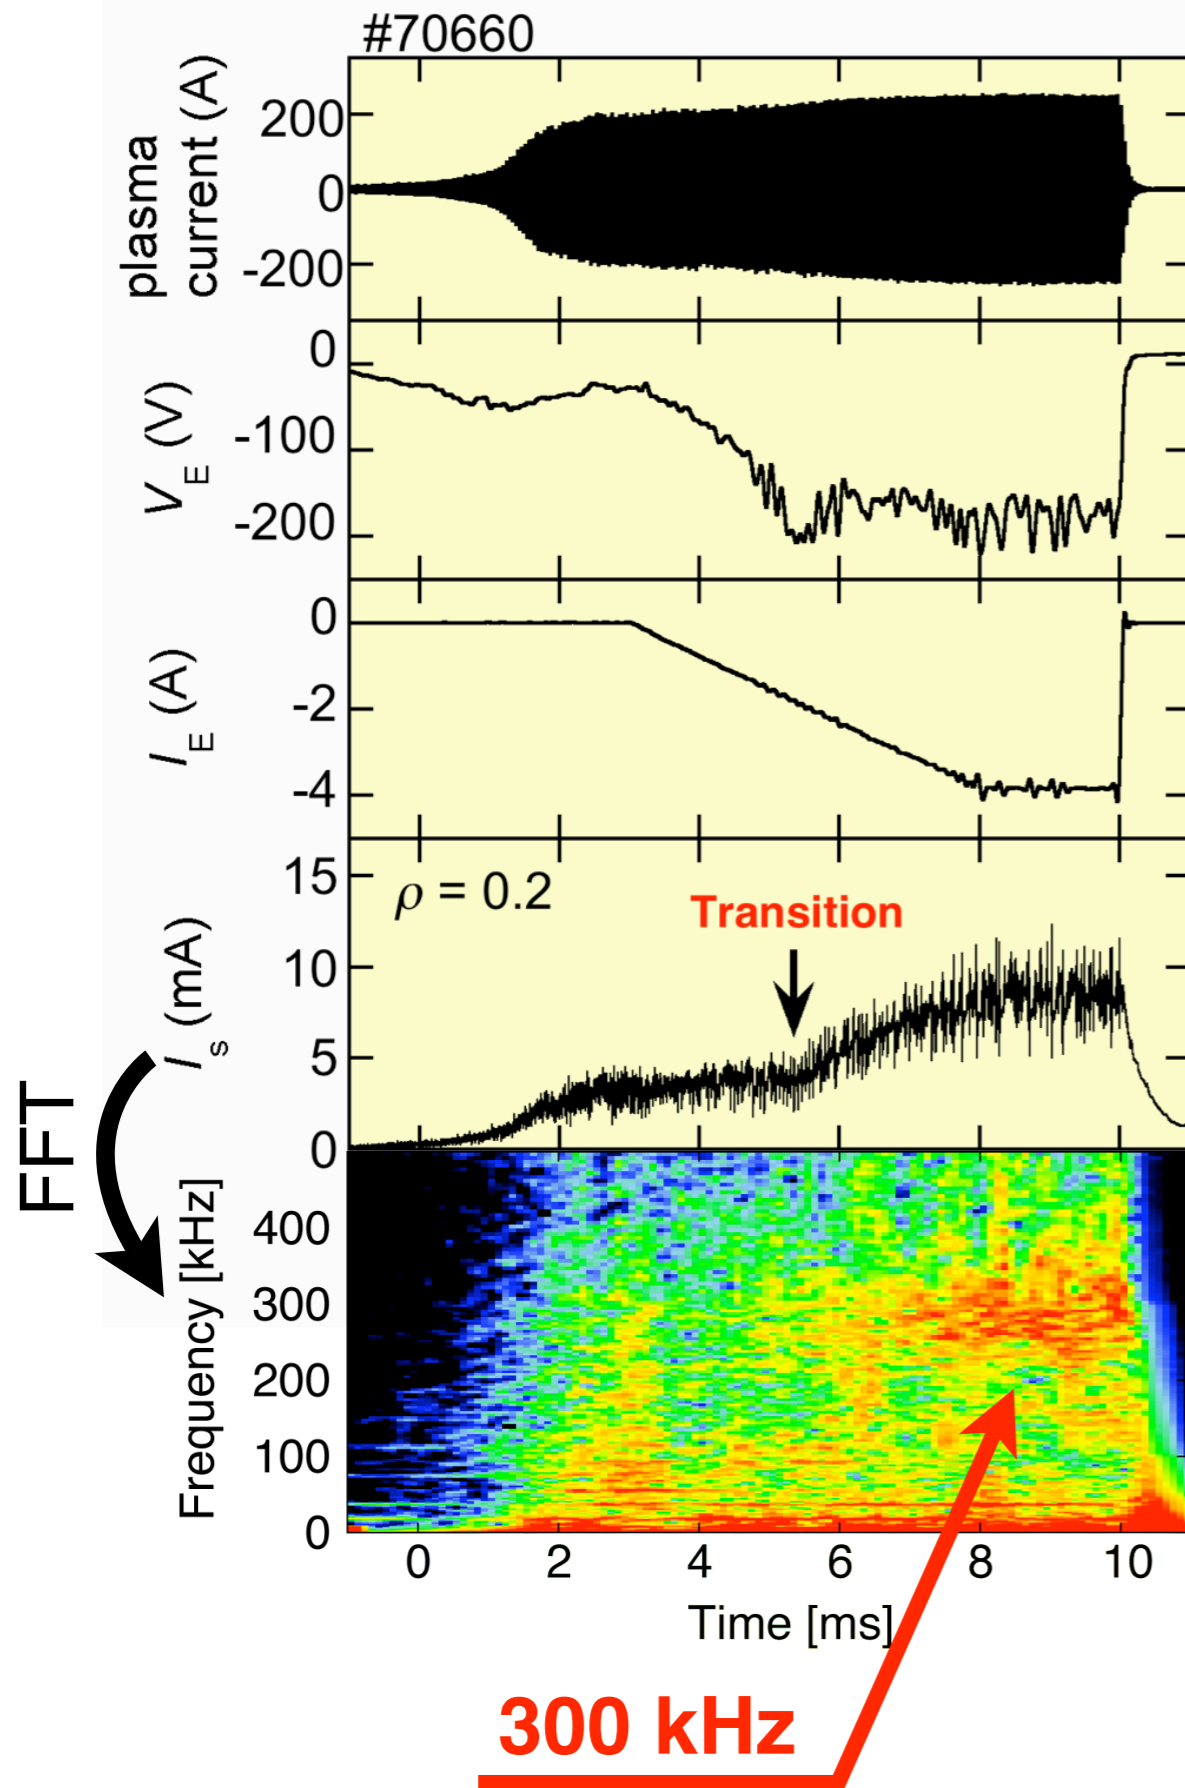 #70660
plasma
current (A)
200
0
-200
V_E (V)
0
-100
-200
I_E (A)
0
-2
-4
I_s (mA)
15
10
5
0
ρ = 0.2
Transition
FFT
Frequency [kHz]
400
300
200
100
0
0 2 4 6 8 10
Time [ms]
300 kHz